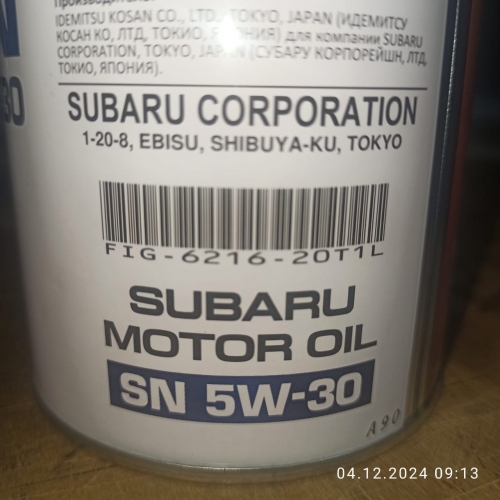 Производитель:
IDEMITSU KOSAN CO., LTD., TOKYO, JAPAN (ИДЕМИТСУ
КОСАН КО, ЛТД, ТОКИО, ЯПОНИЯ) для компании SUBARU
CORPORATION, TOKYO, JAPAN (СУБАРУ КОРПОРЕЙШН, ЛТД,
ТОКИО, ЯПОНИЯ).
SUBARU CORPORATION
1-20-8, EBISU, SHIBUYA-KU, TOKYO
FIG-6216-20T1L
SUBARU
MOTOR OIL
SN 5W-30
A90
04.12.2024 09:13